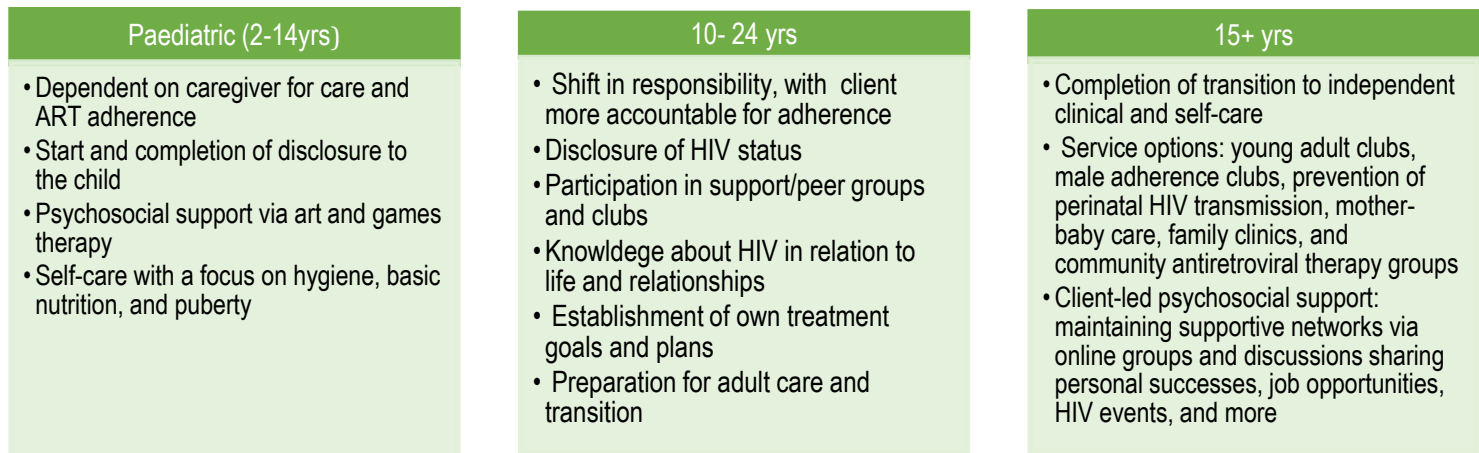 Paediatric (2-14yrs)
• Dependent on caregiver for care and
ART adherence
• Start and completion of disclosure to
the child
• Psychosocial support via art and games
therapy
• Self-care with a focus on hygiene, basic
nutrition, and puberty
10- 24 yrs
• Shift in responsibility, with client
more accountable for adherence
• Disclosure of HIV status
• Participation in support/peer groups
and clubs
• Knowldege about HIV in relation to
life and relationships
• Establishment of own treatment
goals and plans
• Preparation for adult care and
transition
15+ yrs
• Completion of transition to independent
clinical and self-care
• Service options: young adult clubs,
male adherence clubs, prevention of
perinatal HIV transmission, mother-
baby care, family clinics, and
community antiretroviral therapy groups
• Client-led psychosocial support:
maintaining supportive networks via
online groups and discussions sharing
personal successes, job opportunities,
HIV events, and more